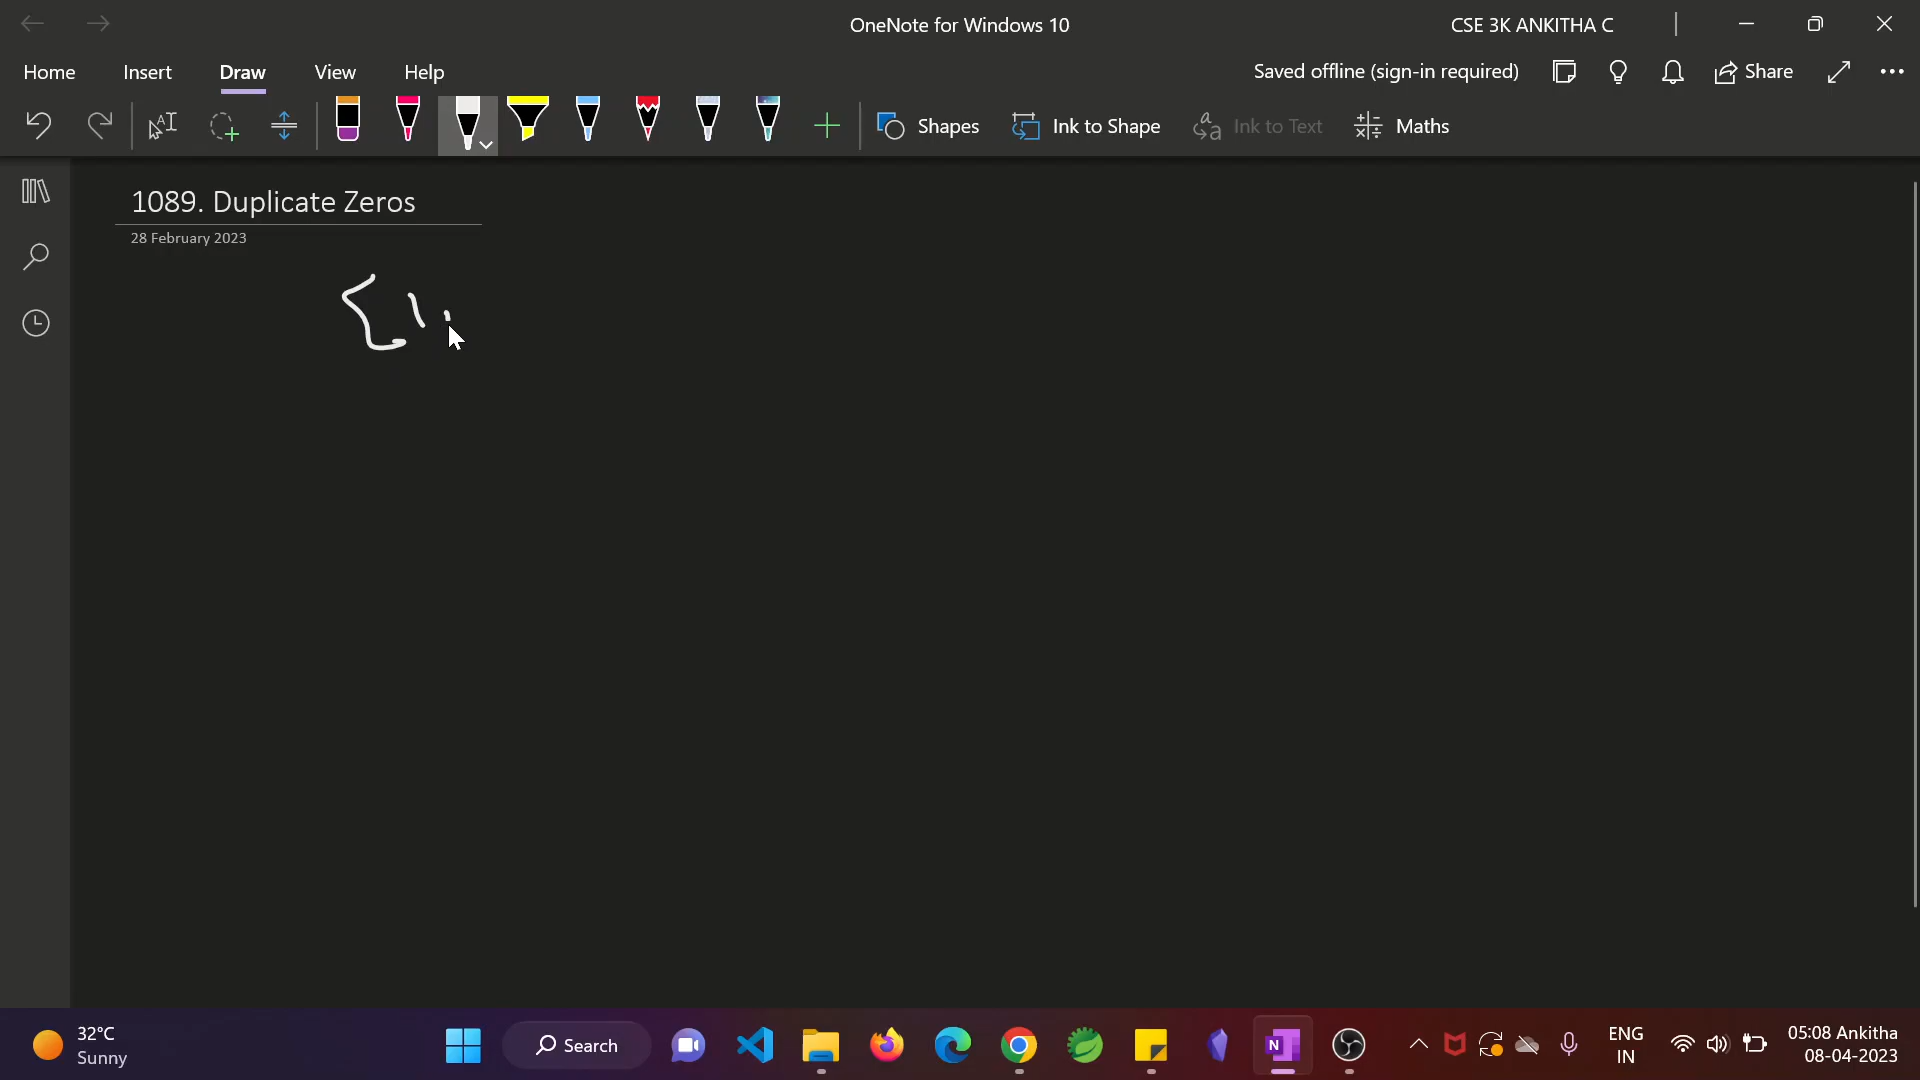 OneNote for Windows 10 CSE 3K ANKITHA C
Home Insert Draw View Help Saved offline (sign-in required) Share
Shapes Ink to Shape Ink to Text Maths
1089. Duplicate Zeros
28 February 2023
{ 1,
32°C
Sunny
Search
ENG
IN
05:08 Ankitha
08-04-2023